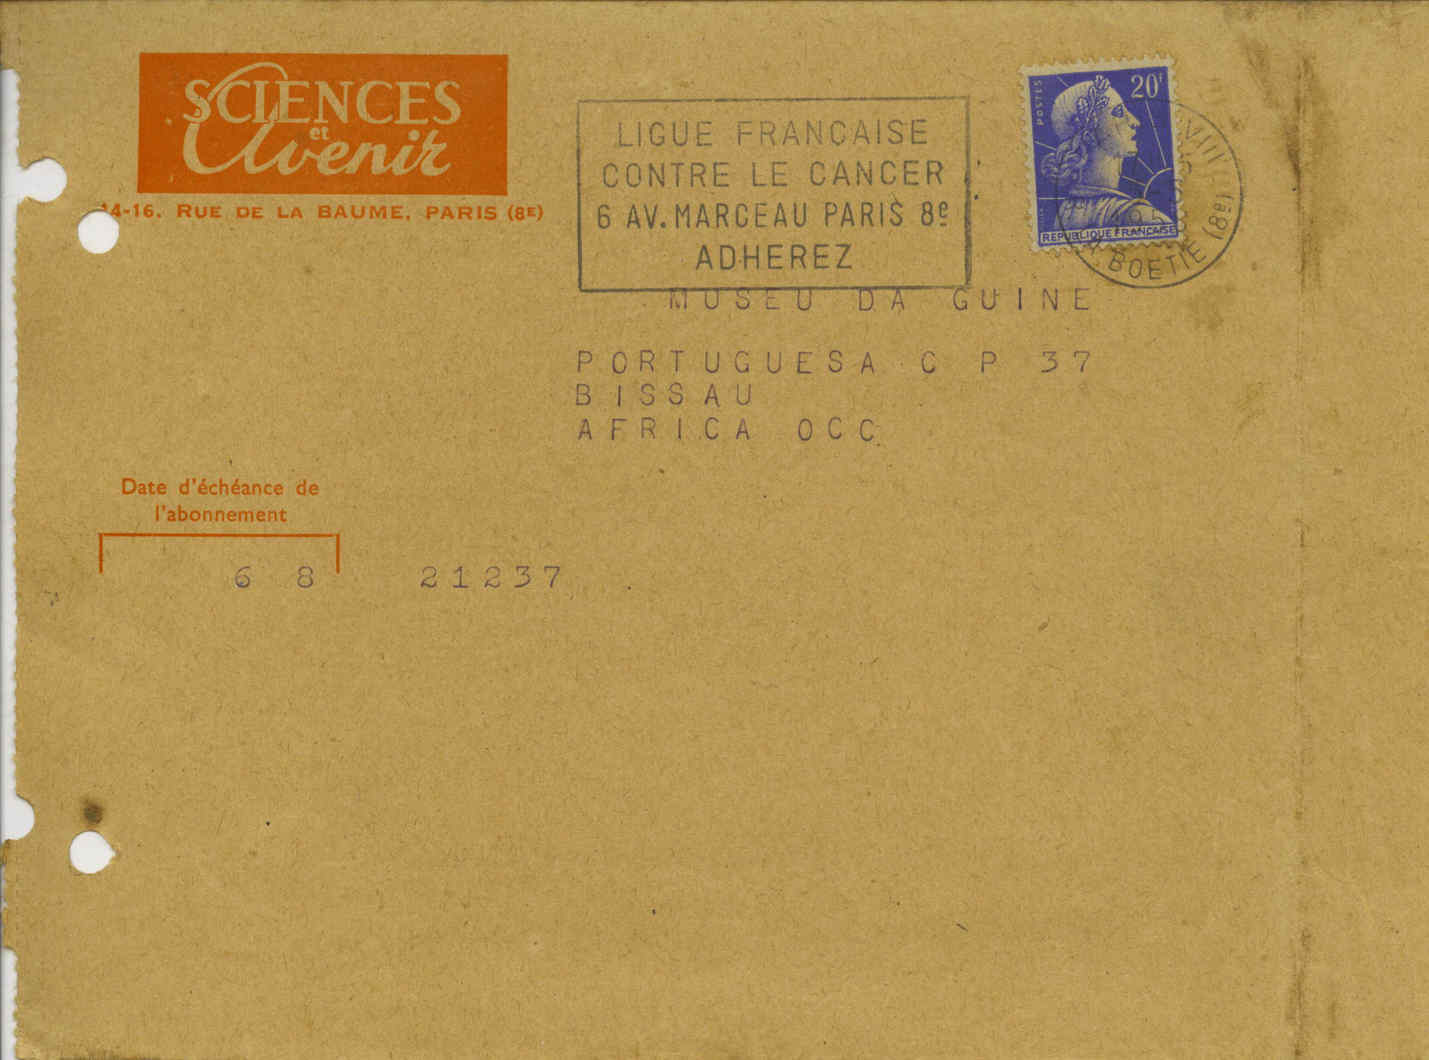 SCIENCES
et
Avenir
14-16. RUE DE LA BAUME, PARIS (8E)
LIGUE FRANÇAISE
CONTRE LE CANCER
6 AV. MARCEAU PARIS 8e
ADHEREZ
POSTES
20F
REPUBLIQUE FRANÇAISE
BOETIE (8e)
MUSEU DA GUINE
PORTUGUESA C P 37
BISSAU
AFRICA OCC
Date d'échéance de
l'abonnement
6 8 21237